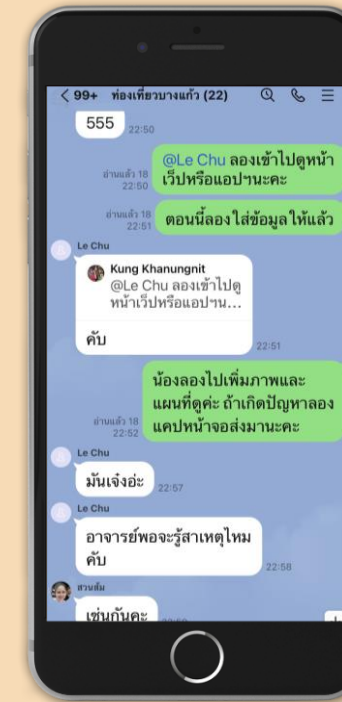 99+ ท่องเที่ยวบางแก้ว (22)
555
22:50
@Le Chu ลองเข้าไปดูหน้า
เว็ปหรือแอปฯนะคะ
อ่านแล้ว 18
22:50
ตอนนี้ลองใส่ข้อมูลให้แล้ว
อ่านแล้ว 18
22:51
Le Chu
Kung Khanungnit
@Le Chu ลองเข้าไปดู
หน้าเว็ปหรือแอปฯน...
คับ
22:51
น้องลองไปเพิ่มภาพและ
แผนที่ดูค่ะ ถ้าเกิดปัญหาลอง
แคปหน้าจอส่งมานะคะ
อ่านแล้ว 18
22:52
Le Chu
มันเจ๋งอ่ะ
22:57
Le Chu
อาจารย์พอจะรู้สาเหตุไหม
คับ
22:58
สวนส้ม
เช่นกันคะ